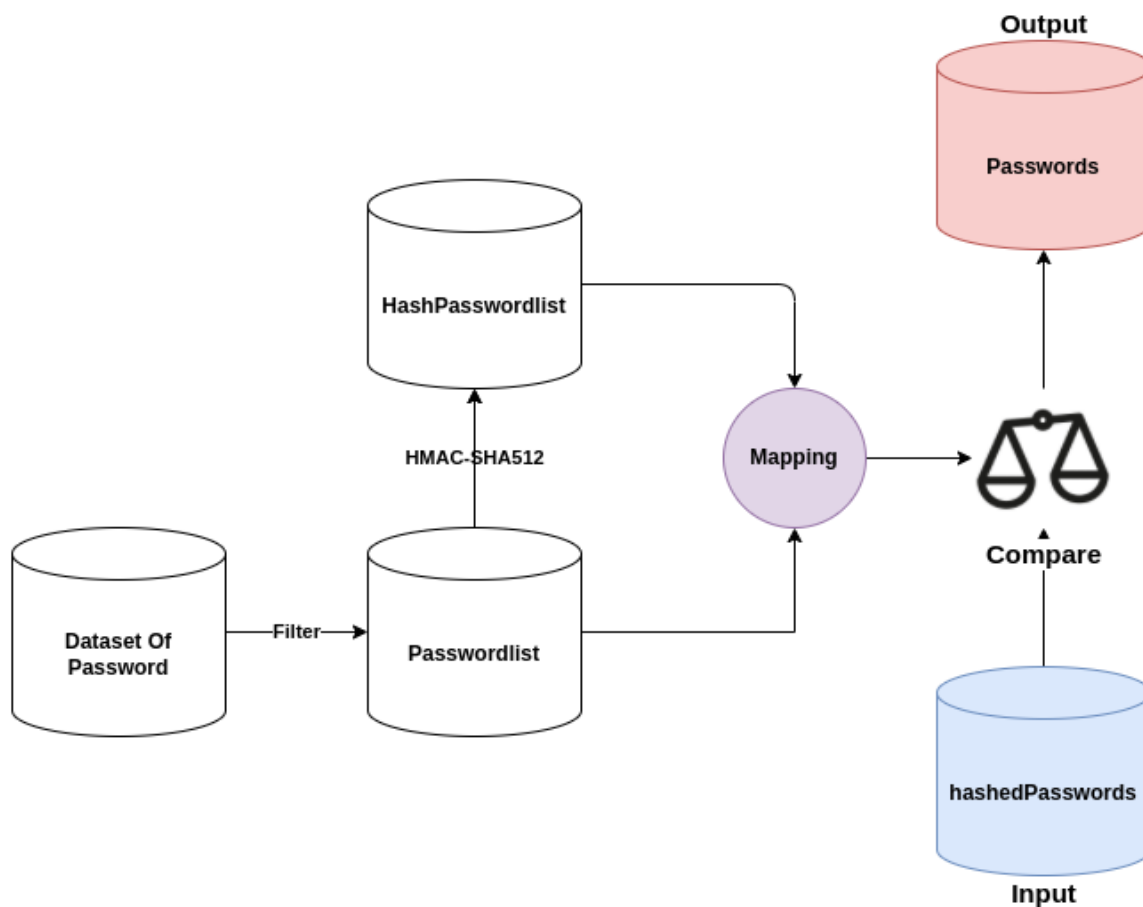 Output
Passwords
HashPasswordlist
HMAC-SHA512
Mapping
Compare
Dataset Of
Password
Filter
Passwordlist
hashedPasswords
Input